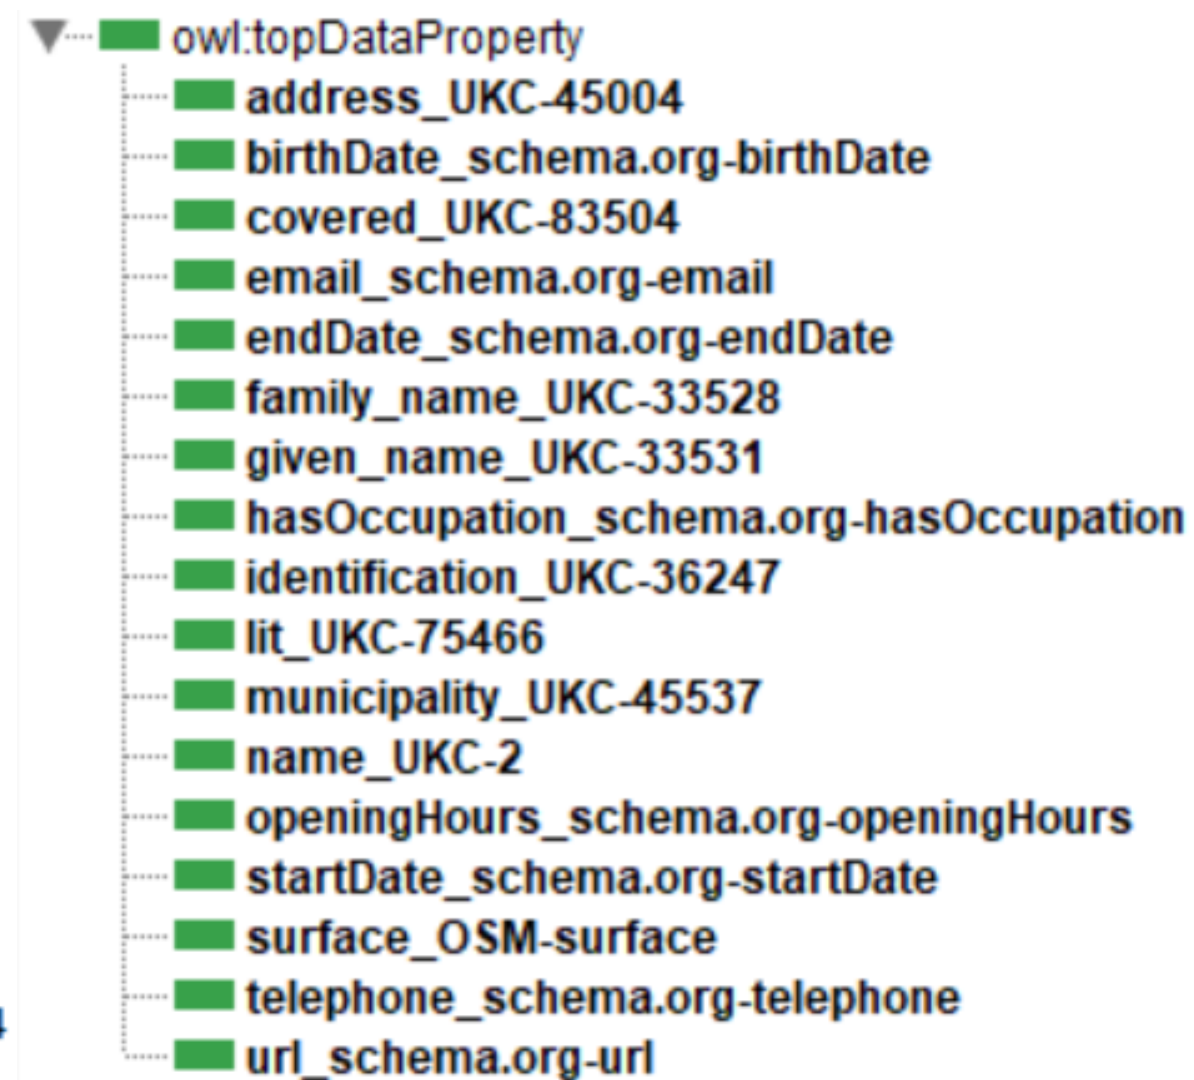 owl:topDataProperty
address_UKC-45004
birthDate_schema.org-birthDate
covered_UKC-83504
email_schema.org-email
endDate_schema.org-endDate
family_name_UKC-33528
given_name_UKC-33531
hasOccupation_schema.org-hasOccupation
identification_UKC-36247
lit_UKC-75466
municipality_UKC-45537
name_UKC-2
openingHours_schema.org-openingHours
startDate_schema.org-startDate
surface_OSM-surface
telephone_schema.org-telephone
url_schema.org-url